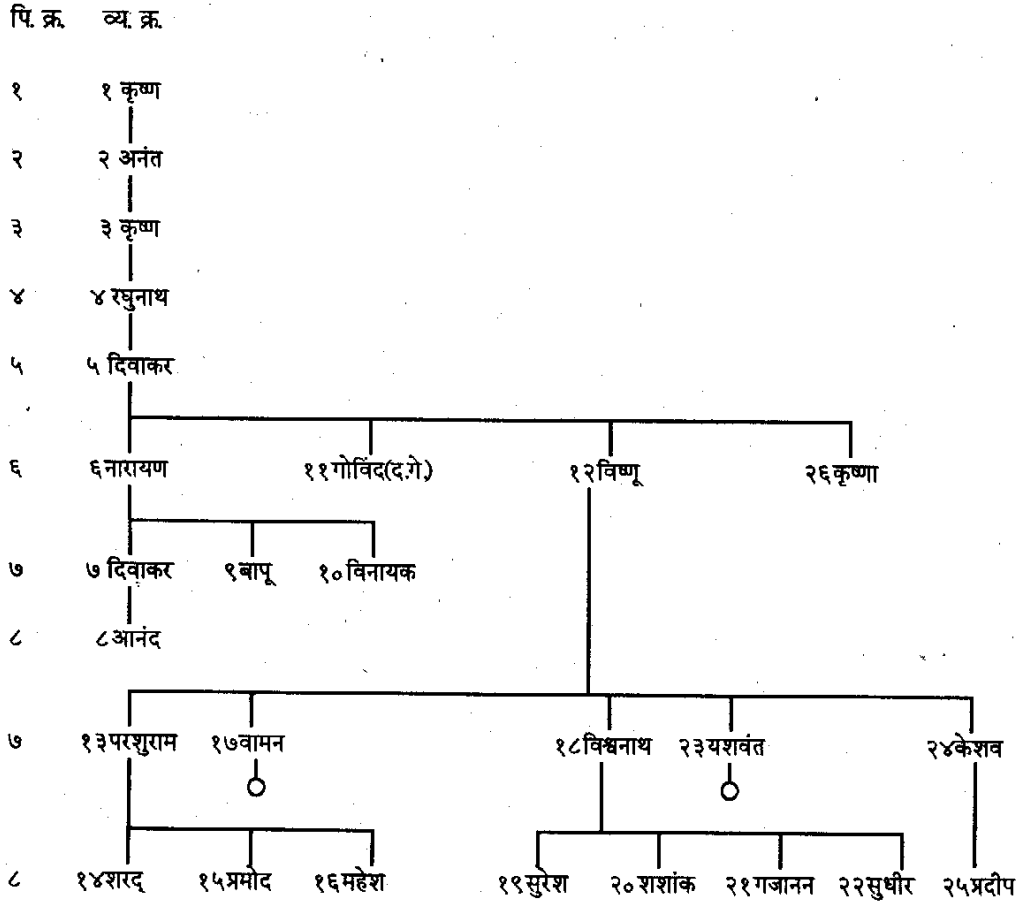 पि. क्र. व्य. क्र.
१ १ कृष्ण
२ २ अनंत
३ ३ कृष्ण
४ ४ रघुनाथ
५ ५ दिवाकर
६ ६नारायण ११गोविंद(द.गे.) १२विष्णू २६कृष्णा
७ ७ दिवाकर ९बापू १०विनायक
८ ८आनंद
७ १३परशुराम १७वामन १८विश्वनाथ २३यशवंत २४केशव
८ १४शरद् १५प्रमोद १६महेश १९सुरेश २०शशांक २१गजानन २२सुधीर २५प्रदीप